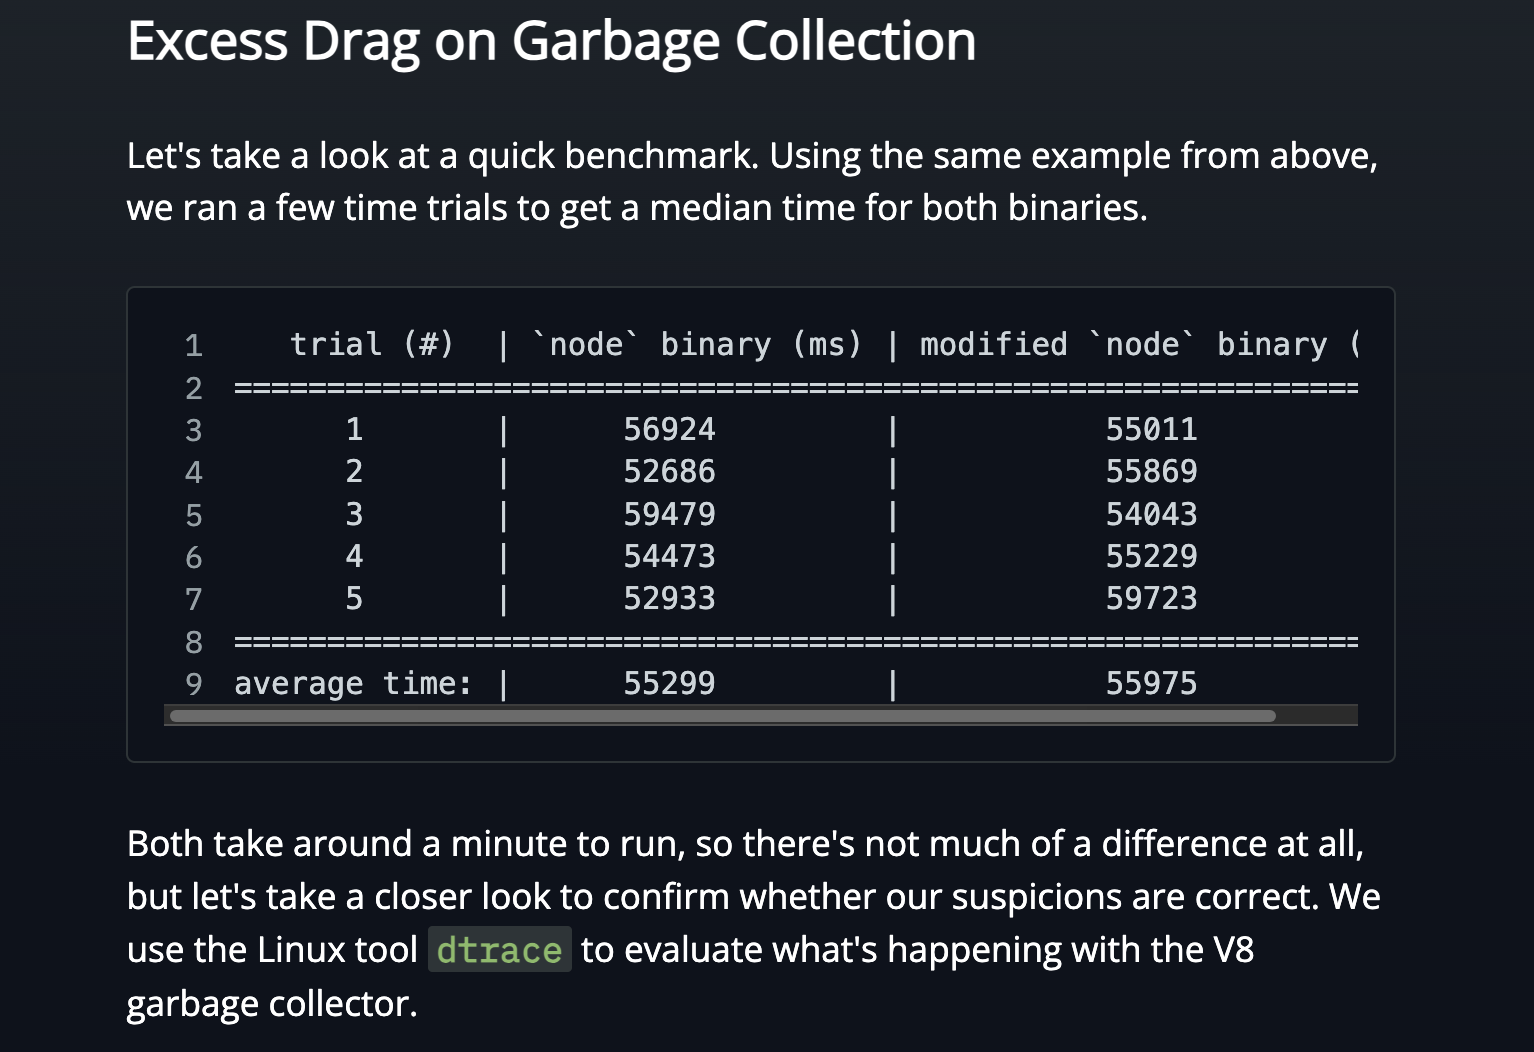 Excess Drag on Garbage Collection
Let's take a look at a quick benchmark. Using the same example from above,
we ran a few time trials to get a median time for both binaries.
1 trial (#) | `node` binary (ms) | modified `node` binary (
2 =============================================================
3 1 | 56924 | 55011
4 2 | 52686 | 55869
5 3 | 59479 | 54043
6 4 | 54473 | 55229
7 5 | 52933 | 59723
8 =============================================================
9 average time: | 55299 | 55975
Both take around a minute to run, so there's not much of a difference at all,
but let's take a closer look to confirm whether our suspicions are correct. We
use the Linux tool dtrace to evaluate what's happening with the V8
garbage collector.